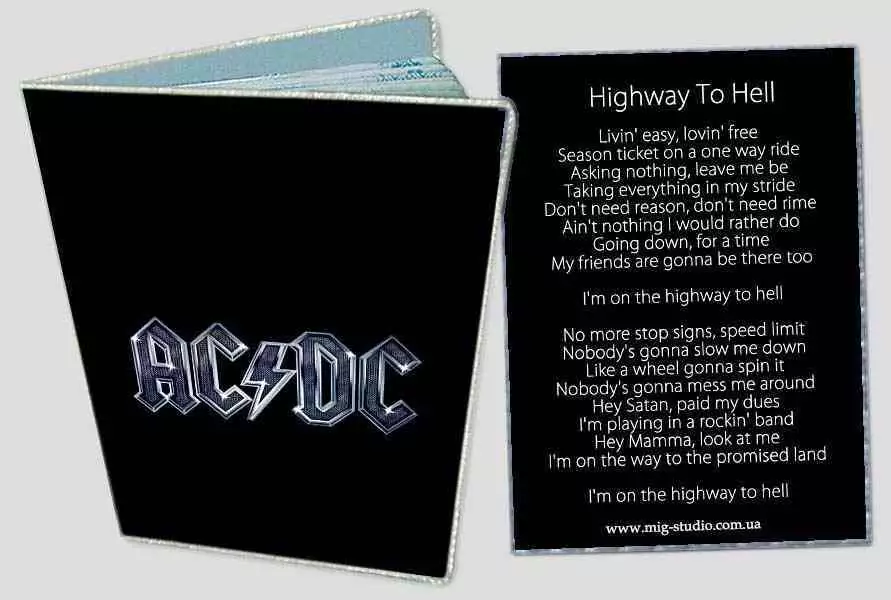 AC⚡DC
Highway To Hell
Livin' easy, lovin' free
Season ticket on a one way ride
Asking nothing, leave me be
Taking everything in my stride
Don't need reason, don't need rime
Ain't nothing I would rather do
Going down, for a time
My friends are gonna be there too
I'm on the highway to hell
No more stop signs, speed limit
Nobody's gonna slow me down
Like a wheel gonna spin it
Nobody's gonna mess me around
Hey Satan, paid my dues
I'm playing in a rockin' band
Hey Mamma, look at me
I'm on the way to the promised land
I'm on the highway to hell
www.mig-studio.com.ua